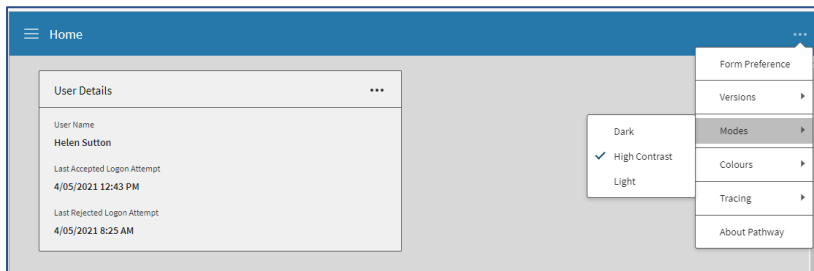 Home
User Details
User Name
Helen Sutton
Last Accepted Logon Attempt
4/05/2021 12:43 PM
Last Rejected Logon Attempt
4/05/2021 8:25 AM
Form Preference
Versions
Modes
Dark
High Contrast
Light
Colours
Tracing
About Pathway